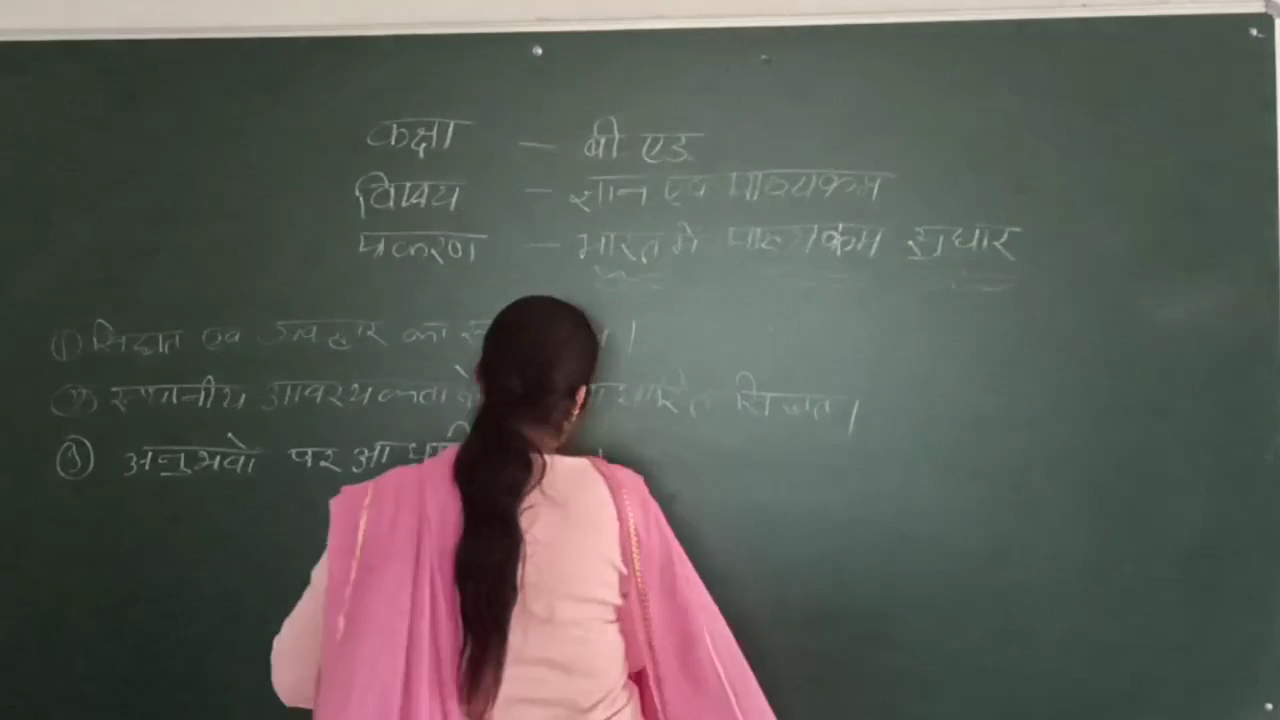 कक्षा - बी एड
विषय - ज्ञान एवं पाठ्यक्रम
प्रकरण - भारत मे पाठ्यक्रम सुधार
① सिद्धांत एवं व्यवहार का
② स्थानीय आवश्यकताओ सिद्धांत।
③ अनुभवो पर